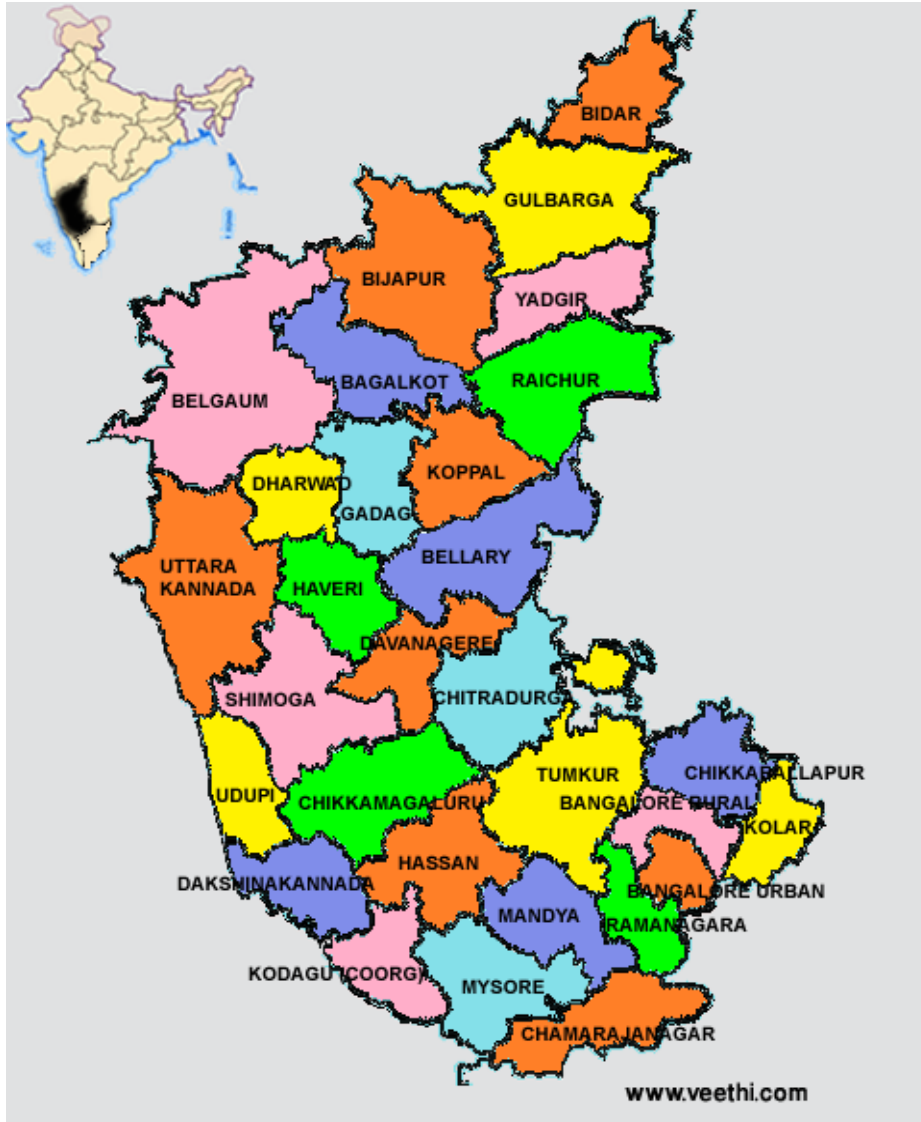 BIDAR
GULBARGA
BIJAPUR
YADGIR
BAGALKOT
RAICHUR
BELGAUM
KOPPAL
DHARWAD
GADAG
BELLARY
UTTARA
KANNADA
HAVERI
DAVANAGERE
SHIMOGA
CHITRADURGA
TUMKUR
CHIKKABALLAPUR
UDUPI
CHIKKAMAGALURU
BANGALORE RURAL
KOLAR
HASSAN
DAKSHINAKANNADA
BANGALORE URBAN
MANDYA
RAMANAGARA
KODAGU (COORG)
MYSORE
CHAMARAJANAGAR
www.veethi.com